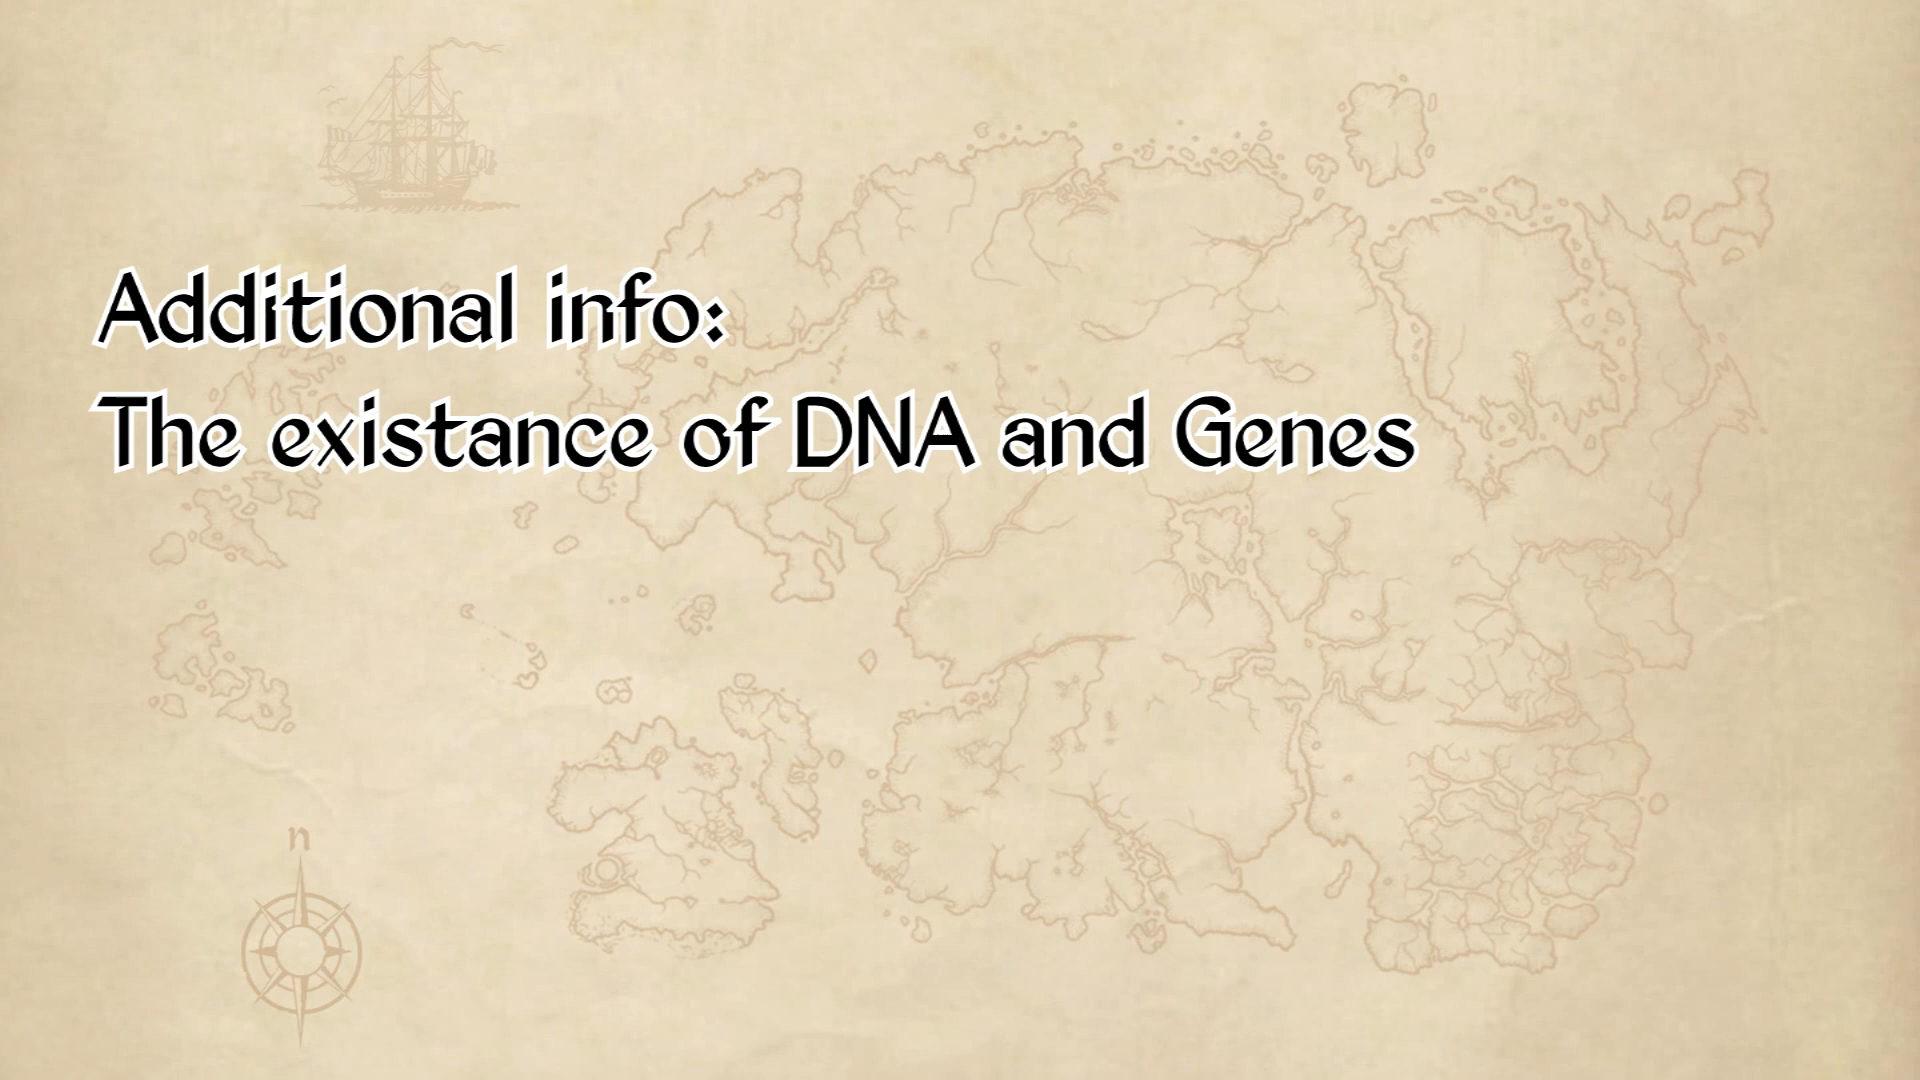 Additional info:
The existance of DNA and Genes
n